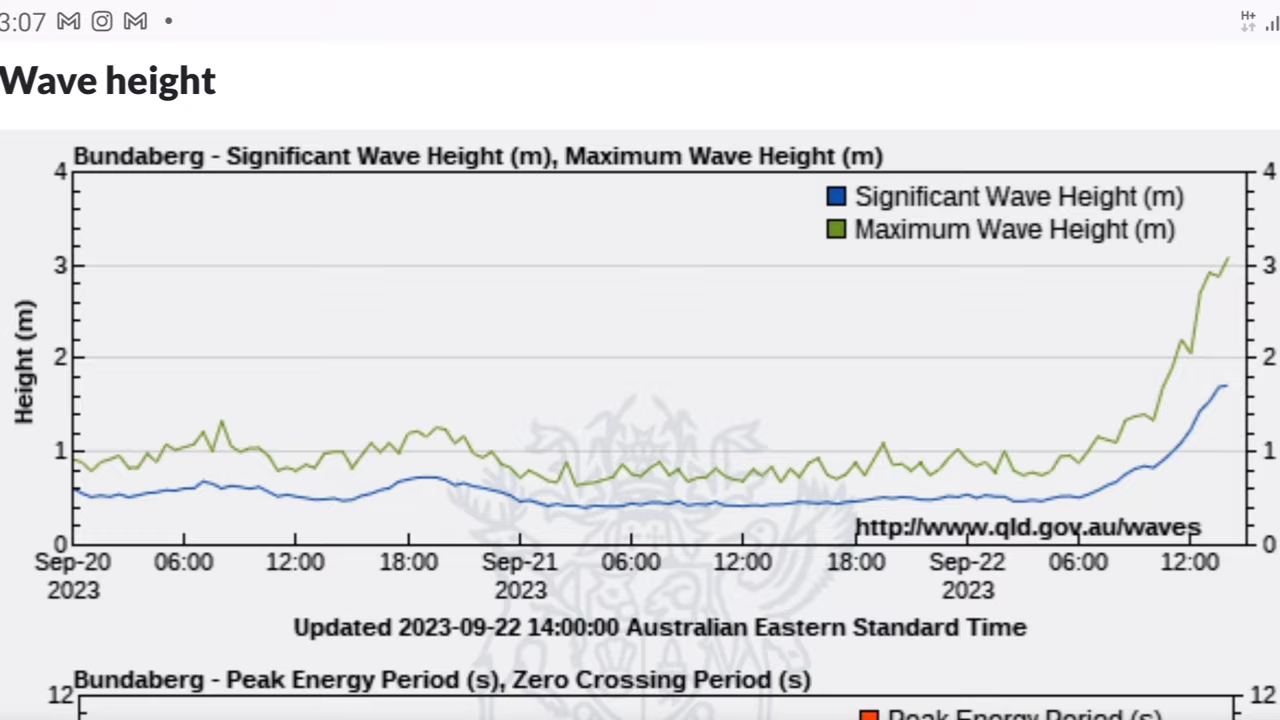 3:07
H+
Wave height
Bundaberg - Significant Wave Height (m), Maximum Wave Height (m)
4 4
Significant Wave Height (m)
Maximum Wave Height (m)
3 3
Height (m)
2 2
1 1
http://www.qld.gov.au/waves
0 0
Sep-20 06:00 12:00 18:00 Sep-21 06:00 12:00 18:00 Sep-22 06:00 12:00
2023 2023 2023
Updated 2023-09-22 14:00:00 Australian Eastern Standard Time
Bundaberg - Peak Energy Period (s), Zero Crossing Period (s)
12 12
Peak Energy Period (s)